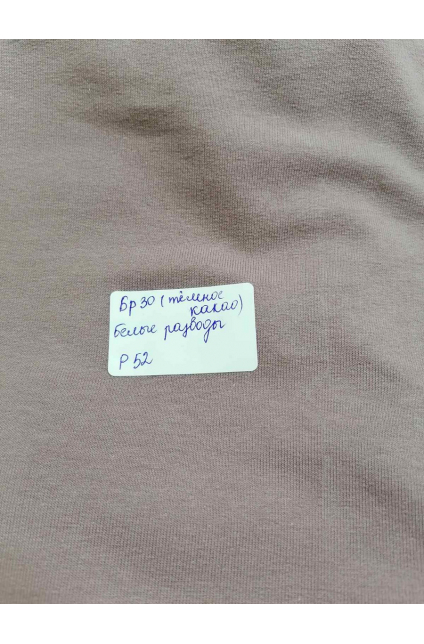 Бр 30 (тёмное
какао)
белые разводы
Р 52